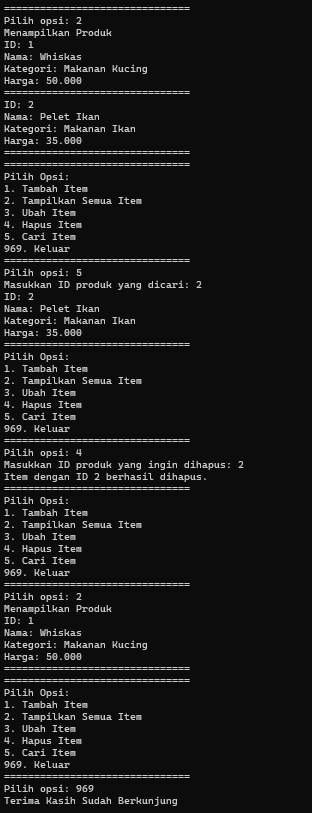 ===============================
Pilih opsi: 2
Menampilkan Produk
ID: 1
Nama: Whiskas
Kategori: Makanan Kucing
Harga: 50.000
===============================
ID: 2
Nama: Pelet Ikan
Kategori: Makanan Ikan
Harga: 35.000
===============================
===============================
Pilih Opsi:
1. Tambah Item
2. Tampilkan Semua Item
3. Ubah Item
4. Hapus Item
5. Cari Item
969. Keluar
===============================
Pilih opsi: 5
Masukkan ID produk yang dicari: 2
ID: 2
Nama: Pelet Ikan
Kategori: Makanan Ikan
Harga: 35.000
===============================
Pilih Opsi:
1. Tambah Item
2. Tampilkan Semua Item
3. Ubah Item
4. Hapus Item
5. Cari Item
969. Keluar
===============================
Pilih opsi: 4
Masukkan ID produk yang ingin dihapus: 2
Item dengan ID 2 berhasil dihapus.
===============================
Pilih Opsi:
1. Tambah Item
2. Tampilkan Semua Item
3. Ubah Item
4. Hapus Item
5. Cari Item
969. Keluar
===============================
Pilih opsi: 2
Menampilkan Produk
ID: 1
Nama: Whiskas
Kategori: Makanan Kucing
Harga: 50.000
===============================
===============================
Pilih Opsi:
1. Tambah Item
2. Tampilkan Semua Item
3. Ubah Item
4. Hapus Item
5. Cari Item
969. Keluar
===============================
Pilih opsi: 969
Terima Kasih Sudah Berkunjung